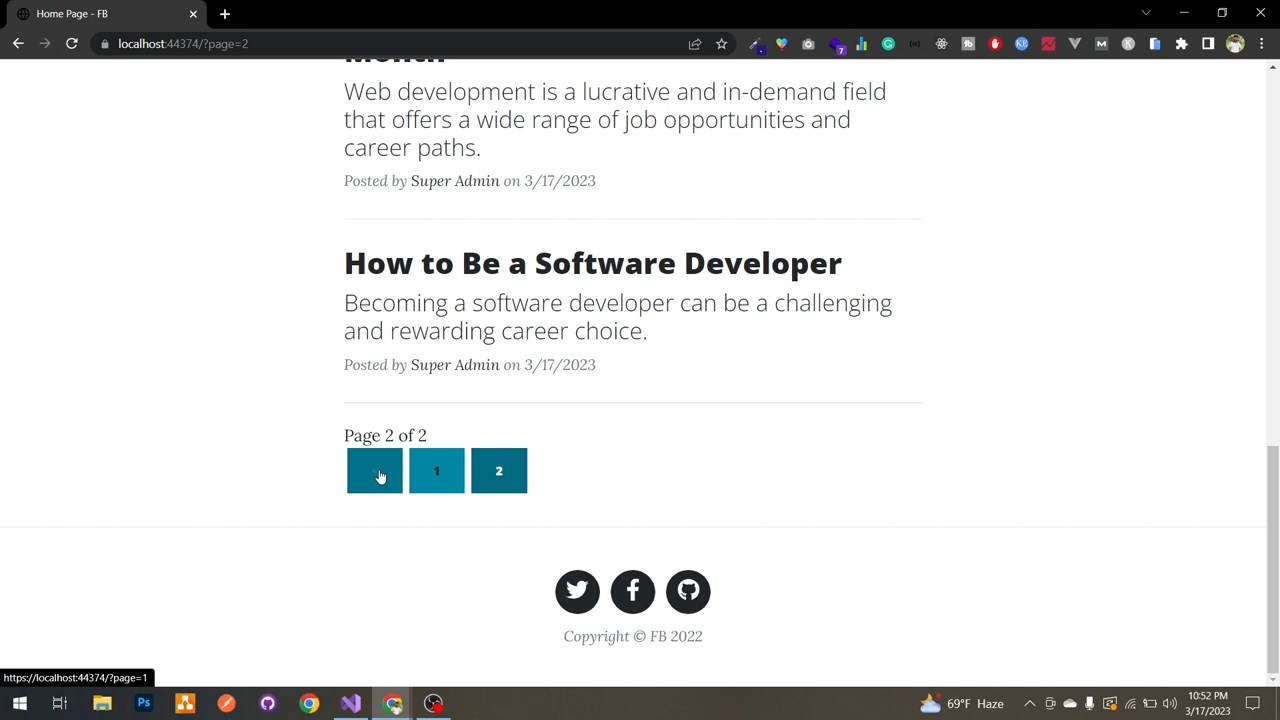 Home Page - FB
localhost:44374/?page=2
7
Web development is a lucrative and in-demand field
that offers a wide range of job opportunities and
career paths.
Posted by Super Admin on 3/17/2023
How to Be a Software Developer
Becoming a software developer can be a challenging
and rewarding career choice.
Posted by Super Admin on 3/17/2023
Page 2 of 2
1
2
Copyright © FB 2022
https://localhost:44374/?page=1
Ps
69°F Haze
10:52 PM
3/17/2023